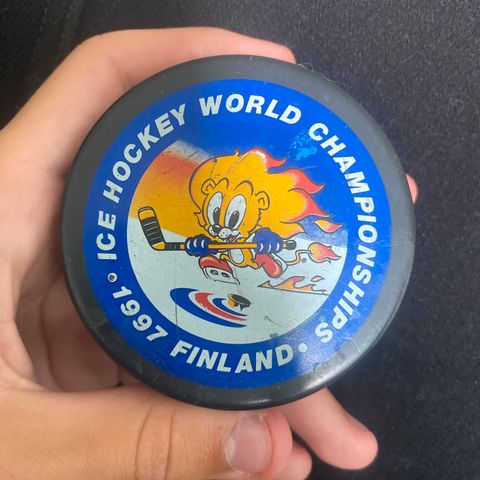 • ICE HOCKEY WORLD CHAMPIONSHIPS •
1997 FINLAND